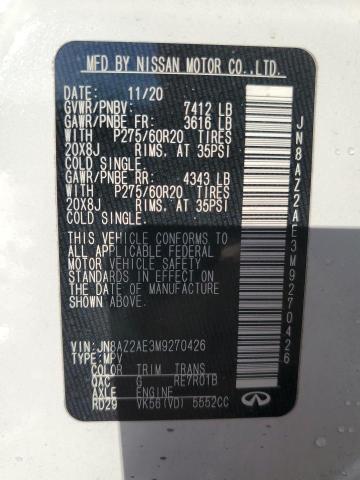 MFD BY NISSAN MOTOR CO.,LTD.
11/20
GVWR/PNBV: 7412 LB
GAWR/PNBE FR: 3616 LB
WITH P275/60R20 TIRES
20X8J RIMS, AT 35PSI
COLD SINGLE.
GAWR/PNBE RR: 4343 LB
WITH P275/60R20 TIRES
20X8J RIMS, AT 35PSI
COLD SINGLE.
THIS VEHICLE CONFORMS TO
ALL APPLICABLE FEDERAL
MOTOR VEHICLE SAFETY
STANDARDS IN EFFECT ON
THE DATE OF MANUFACTURE
SHOWN ABOVE.
VIN: JN8AZ2AE3M9270426
TYPE: MPV
COLOR TRIM TRANS
QAC G RE7R01B
AXLE ENGINE
RD29 VK56(VD) 5552CC
JN8AZ2AE3M9270426